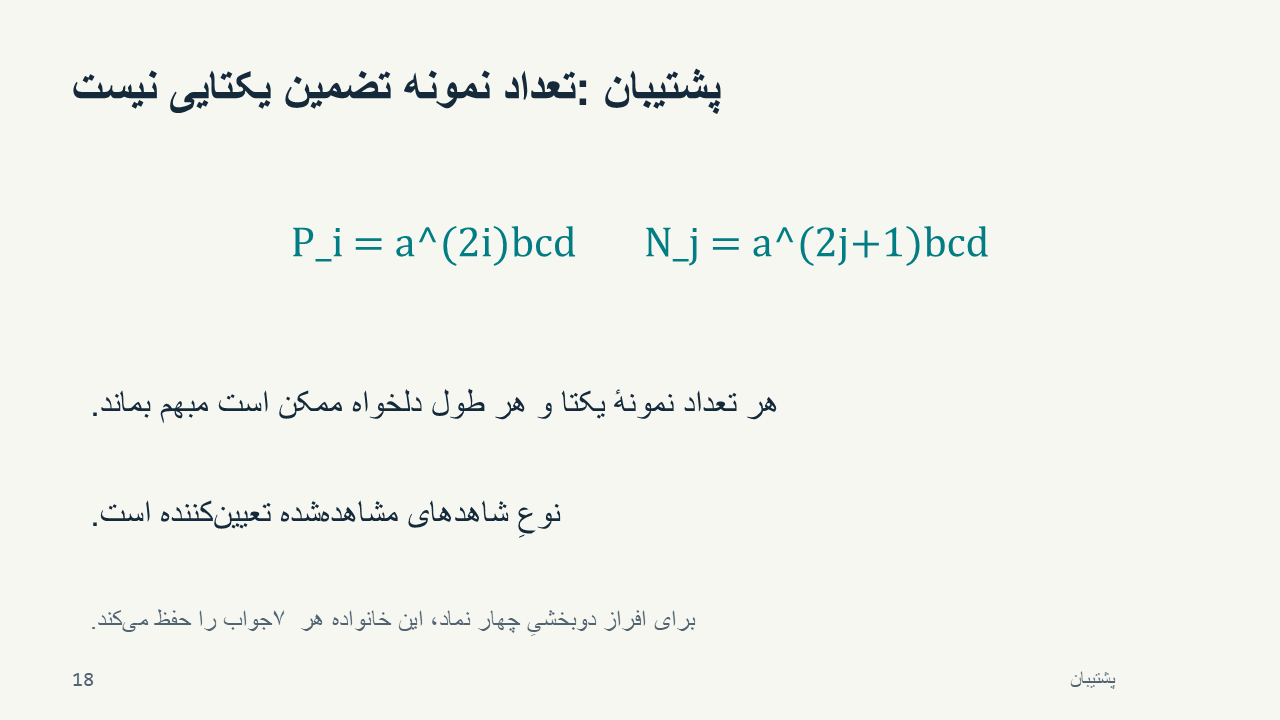 پشتیبان: تعداد نمونه تضمین یکتایی نیست
P_i = a^(2i)bcd N_j = a^(2j+1)bcd
هر تعداد نمونهٔ یکتا و هر طول دلخواه ممکن است مبهم بماند.
نوعِ شاهدهای مشاهده‌شده تعیین‌کننده است.
برای افراز دوبخشیِ چهار نماد، این خانواده هر ۷ جواب را حفظ می‌کند.
پشتیبان
18